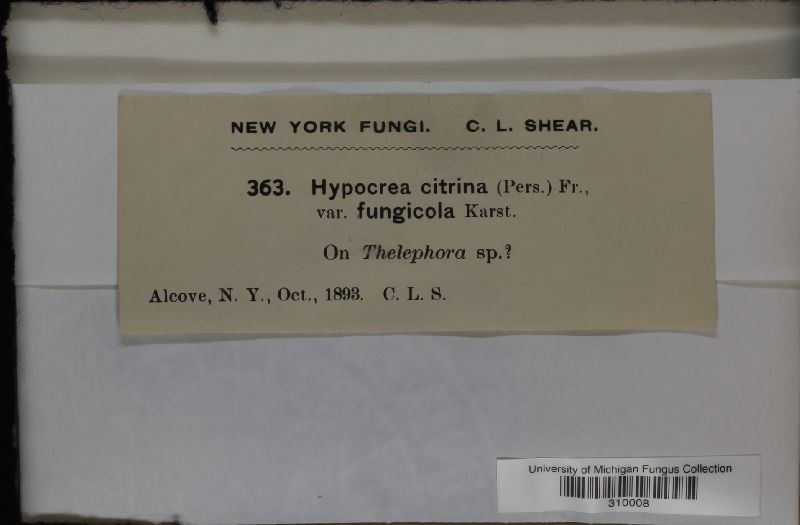 NEW YORK FUNGI. C. L. SHEAR.
363. Hypocrea citrina (Pers.) Fr.,
var. fungicola Karst.
On Thelephora sp.?
Alcove, N. Y., Oct., 1893. C. L. S.
University of Michigan Fungus Collection
310008